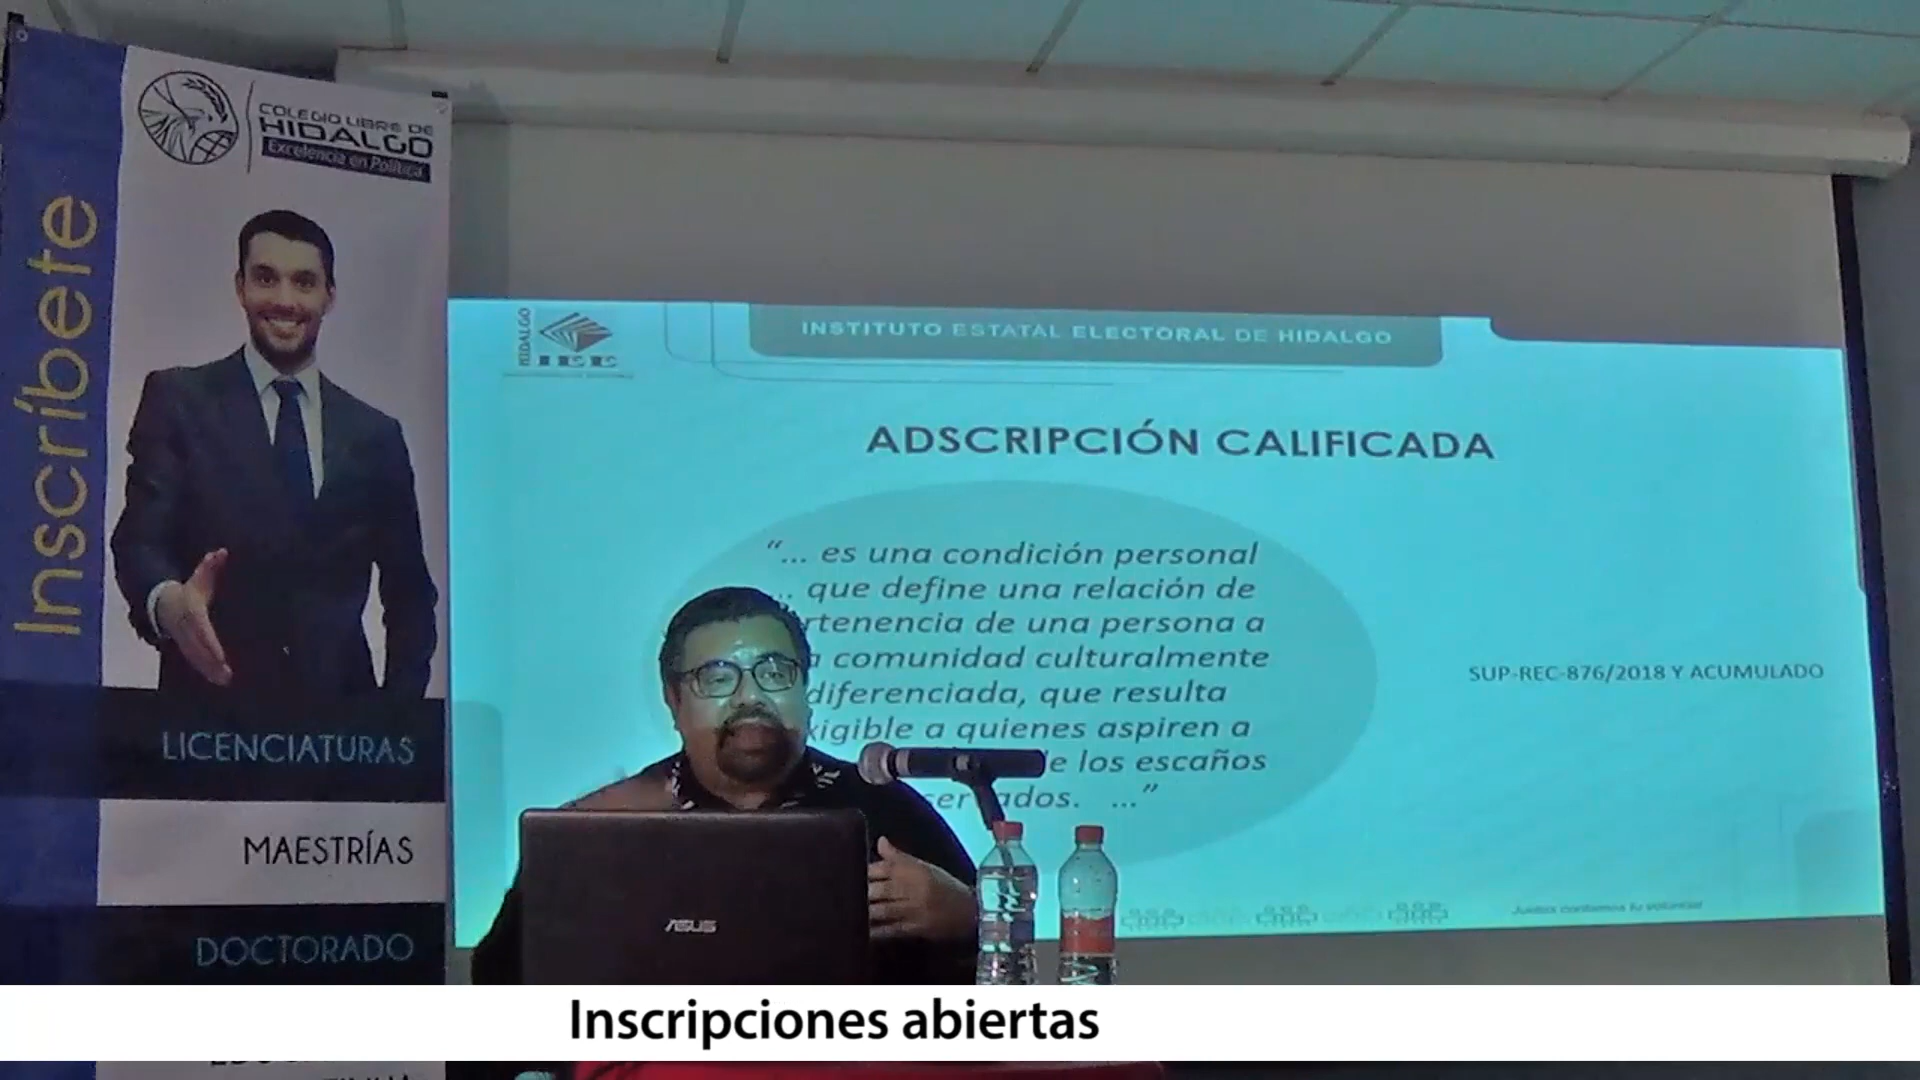 Inscríbete
COLEGIO LIBRE DE
HIDALGO
Excelencia en Política
LICENCIATURAS
MAESTRÍAS
DOCTORADO
HIDALGO
IEE
INSTITUTO ESTATAL ELECTORAL DE HIDALGO
ADSCRIPCIÓN CALIFICADA
“... es una condición personal
... que define una relación de
rtenencia de una persona a
a comunidad culturalmente
diferenciada, que resulta
xigible a quienes aspiren a
e los escaños
ser ados. ...”
SUP-REC-876/2018 Y ACUMULADO
ASUS
Inscripciones abiertas